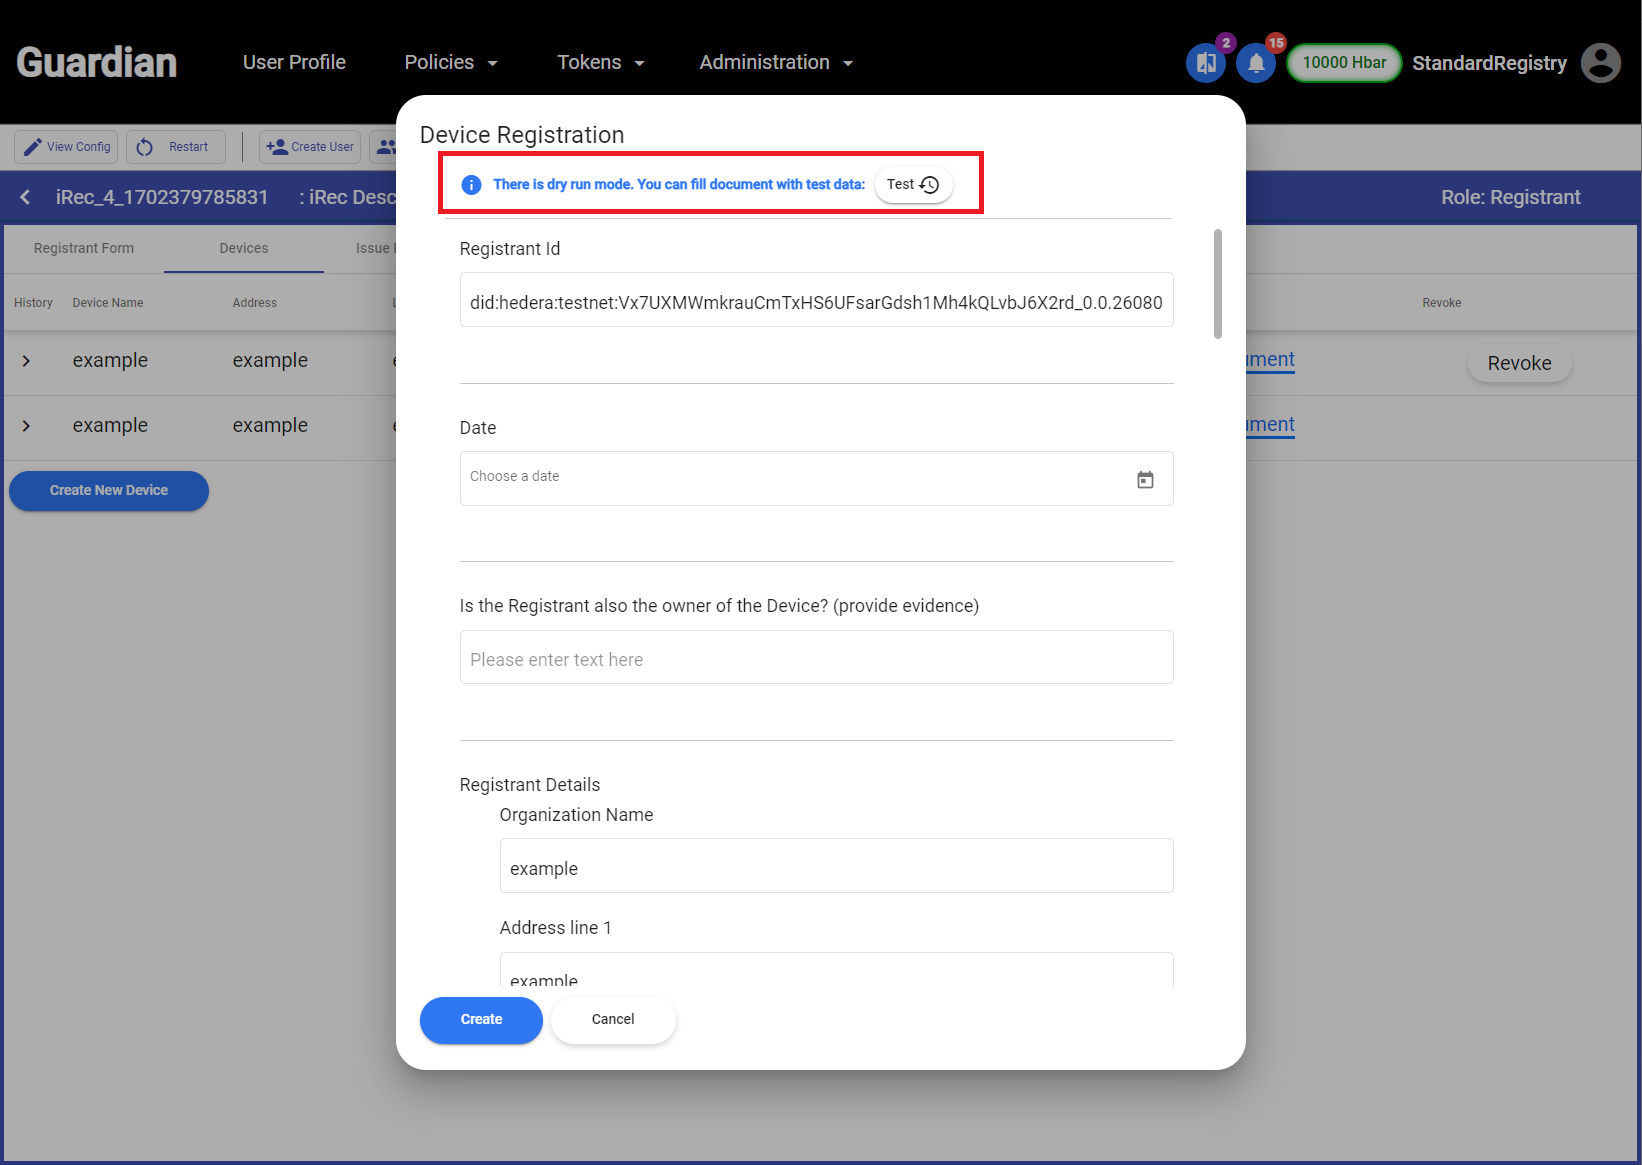 Guardian
User Profile
Policies
Tokens
Administration
2
15
10000 Hbar
StandardRegistry
View Config
Restart
Create User
iRec_4_1702379785831
: iRec Desc
Role: Registrant
Registrant Form
Devices
Issue
History
Device Name
Address
Revoke
example
example
ument
Revoke
example
example
ument
Create New Device
Device Registration
There is dry run mode. You can fill document with test data:
Test
Registrant Id
did:hedera:testnet:Vx7UXMWmkrauCmTxHS6UFsarGdsh1Mh4kQLvbJ6X2rd_0.0.26080
Date
Choose a date
Is the Registrant also the owner of the Device? (provide evidence)
Please enter text here
Registrant Details
Organization Name
example
Address line 1
example
Create
Cancel